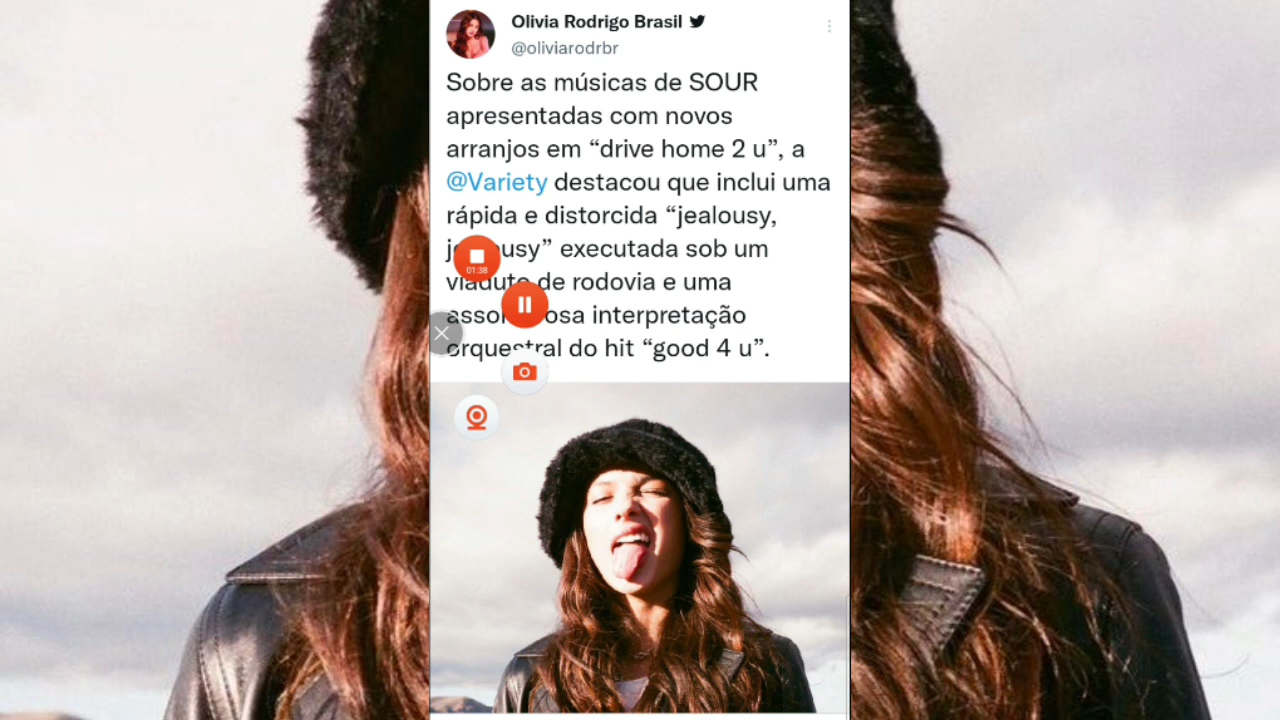 Olivia Rodrigo Brasil
@oliviarodrbr
Sobre as músicas de SOUR
apresentadas com novos
arranjos em “drive home 2 u”, a
@Variety destacou que inclui uma
rápida e distorcida “jealousy,
executada sob um
viaduto de rodovia e uma
interpretação
orquestral do hit “good 4 u”.
01:38